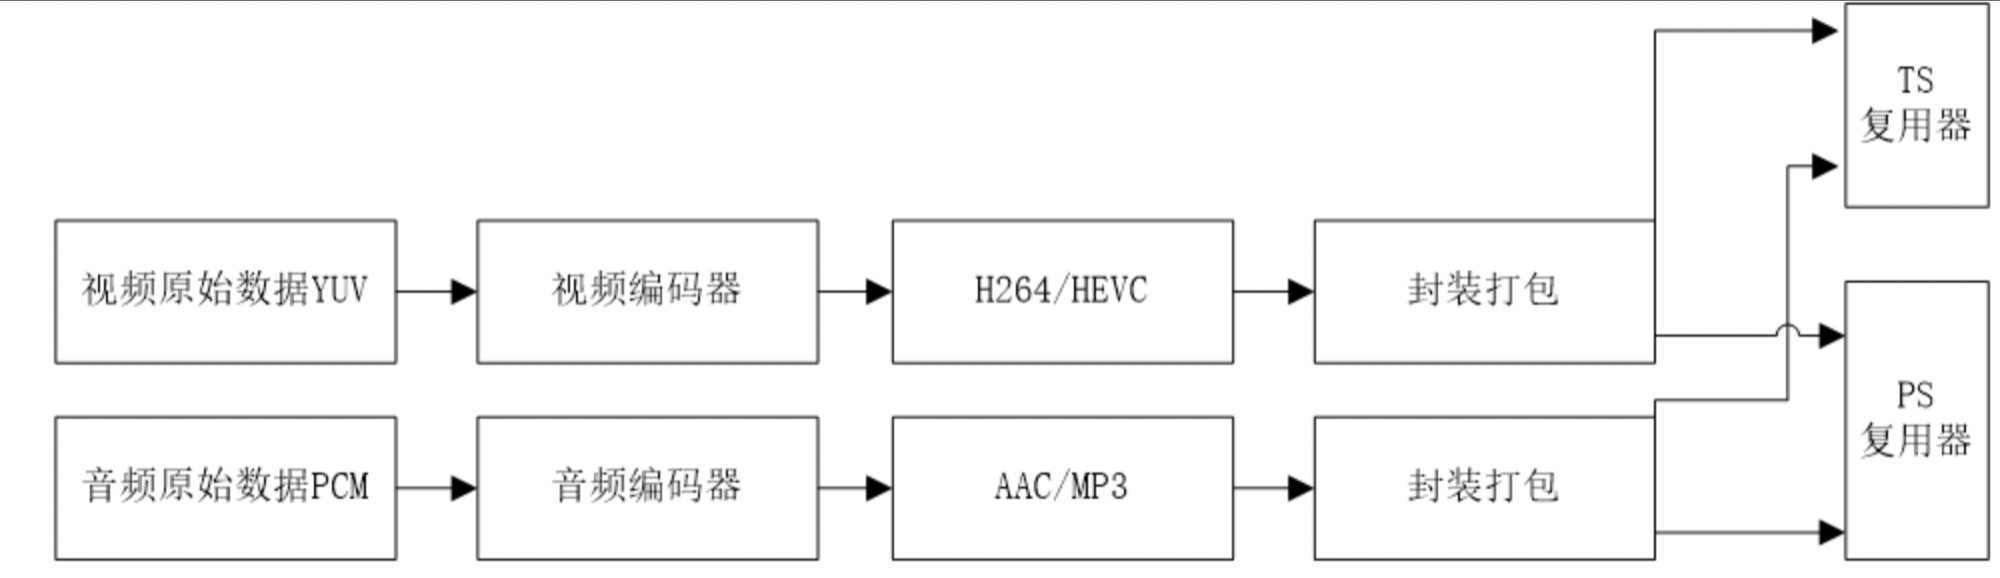 TS
复用器
视频原始数据YUV
视频编码器
H264/HEVC
封装打包
PS
复用器
音频原始数据PCM
音频编码器
AAC/MP3
封装打包